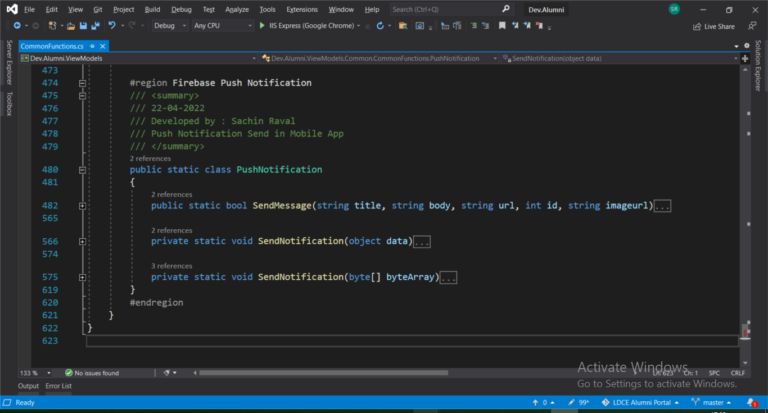 File Edit View Git Project Build Debug Test Analyze Tools Extensions Window Help Search (Ctrl+Q) Dev.Alumni SR
Debug Any CPU IIS Express (Google Chrome) Live Share
Server Explorer
Toolbox
Solution Explorer
CommonFunctions.cs
Dev.Alumni.ViewModels Dev.Alumni.ViewModels.Common.CommonFunctions.PushNotification SendNotification(object data)
473
474 #region Firebase Push Notification
475 /// <summary>
476 /// 22-04-2022
477 /// Developed by : Sachin Raval
478 /// Push Notification Send in Mobile App
479 /// </summary>
2 references
480 public static class PushNotification
481 {
2 references
482 public static bool SendMessage(string title, string body, string url, int id, string imageurl)...
565
2 references
566 private static void SendNotification(object data)...
574
3 references
575 private static void SendNotification(byte[] byteArray)...
619 }
620 #endregion
621 }
622 }
623
133 % No issues found Ln: 623 Ch: 1 SPC CRLF
Activate Windows
Go to Settings to activate Windows.
Output Error List
Ready 0 99+ LDCE Alumni Portal master